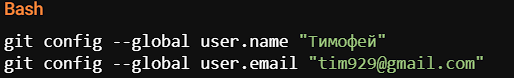 Bash
git config --global user.name "Тимофей"
git config --global user.email "tim929@gmail.com"